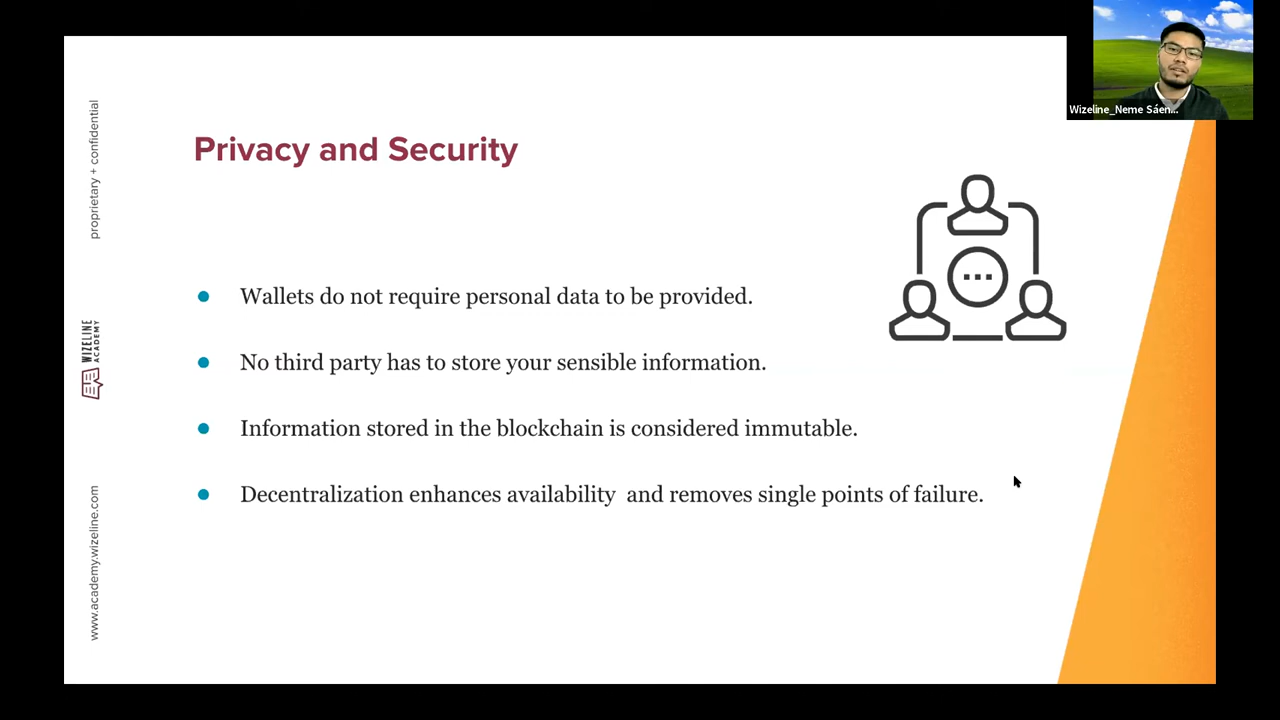 Wizeline_Neme Sáen...
proprietary + confidential
WIZELINE
ACADEMY
www.academy.wizeline.com
Privacy and Security
Wallets do not require personal data to be provided.
No third party has to store your sensible information.
Information stored in the blockchain is considered immutable.
Decentralization enhances availability  and removes single points of failure.